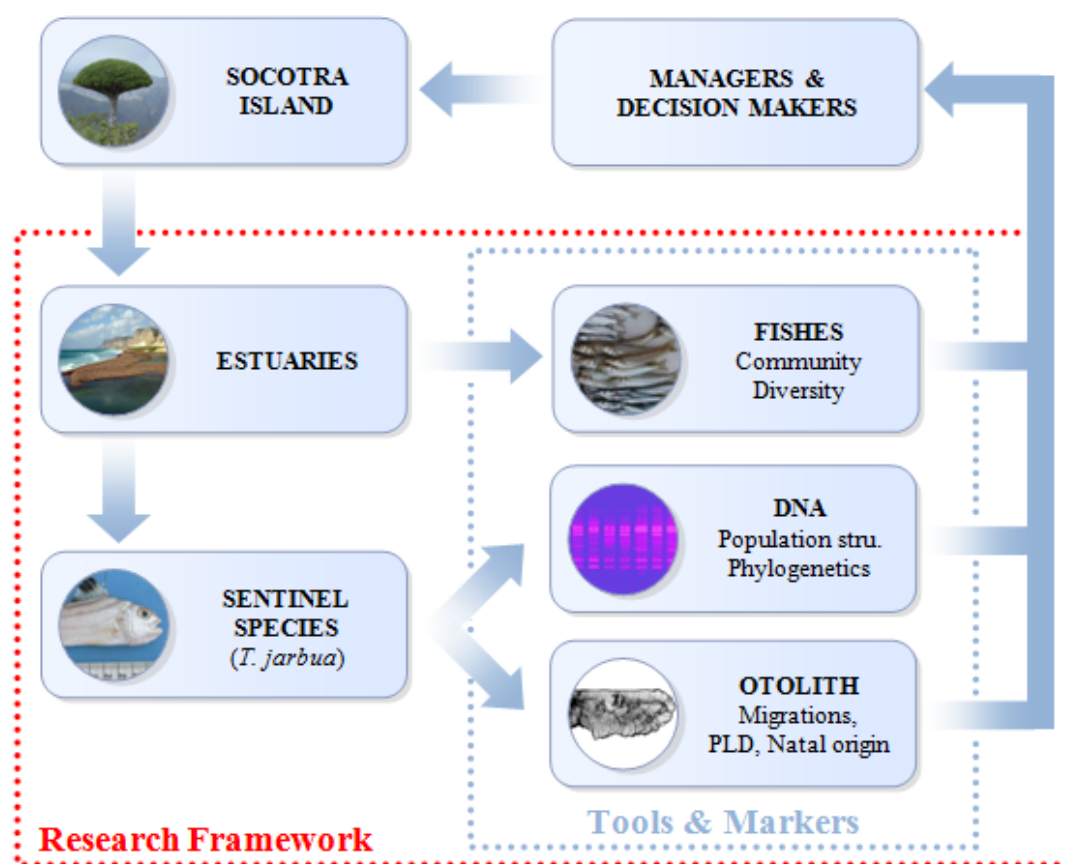 SOCOTRA
ISLAND
MANAGERS &
DECISION MAKERS
ESTUARIES
FISHES
Community
Diversity
SENTINEL
SPECIES
(T. jarbua)
DNA
Population stru.
Phylogenetics
OTOLITH
Migrations,
PLD, Natal origin
Research Framework
Tools & Markers